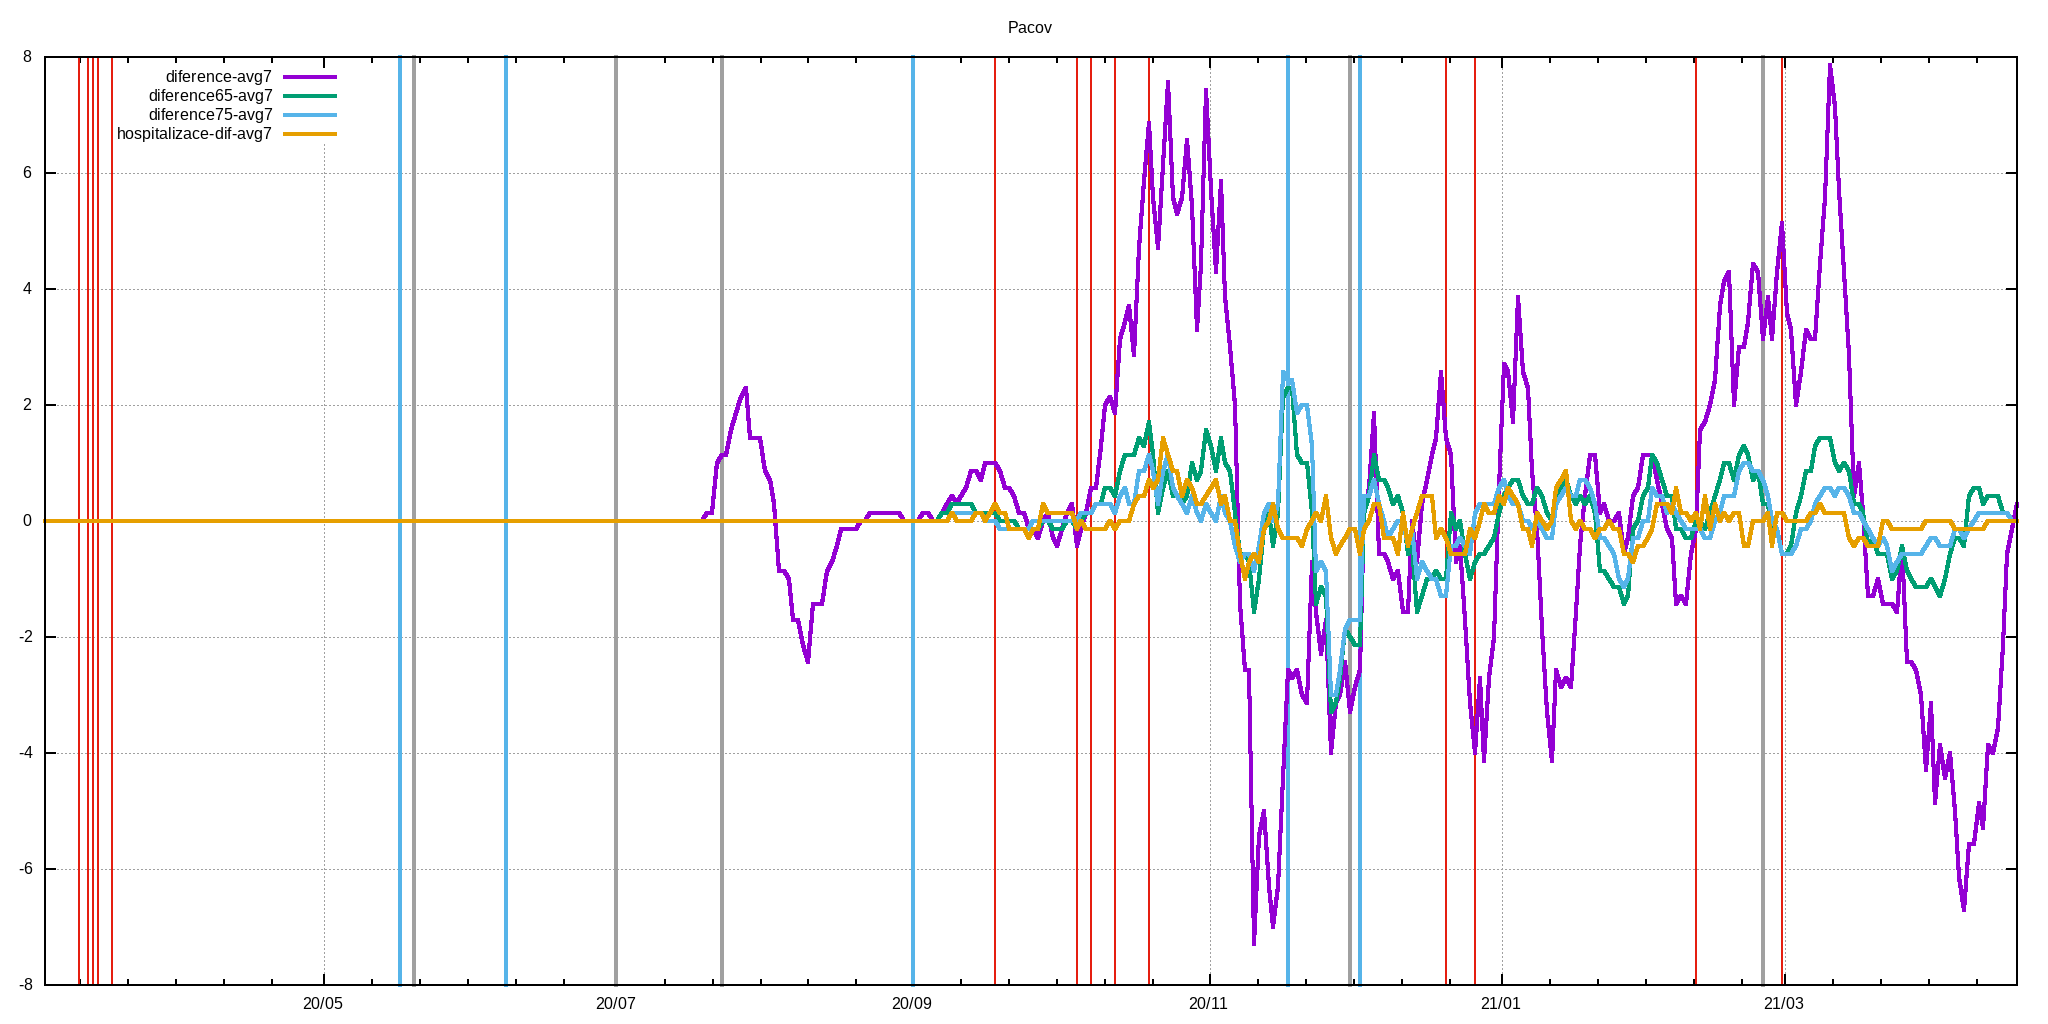 Pacov
8
diference-avg7
diference65-avg7
diference75-avg7
hospitalizace-dif-avg7
6
4
2
0
-2
-4
-6
-8
20/05 20/07 20/09 20/11 21/01 21/03